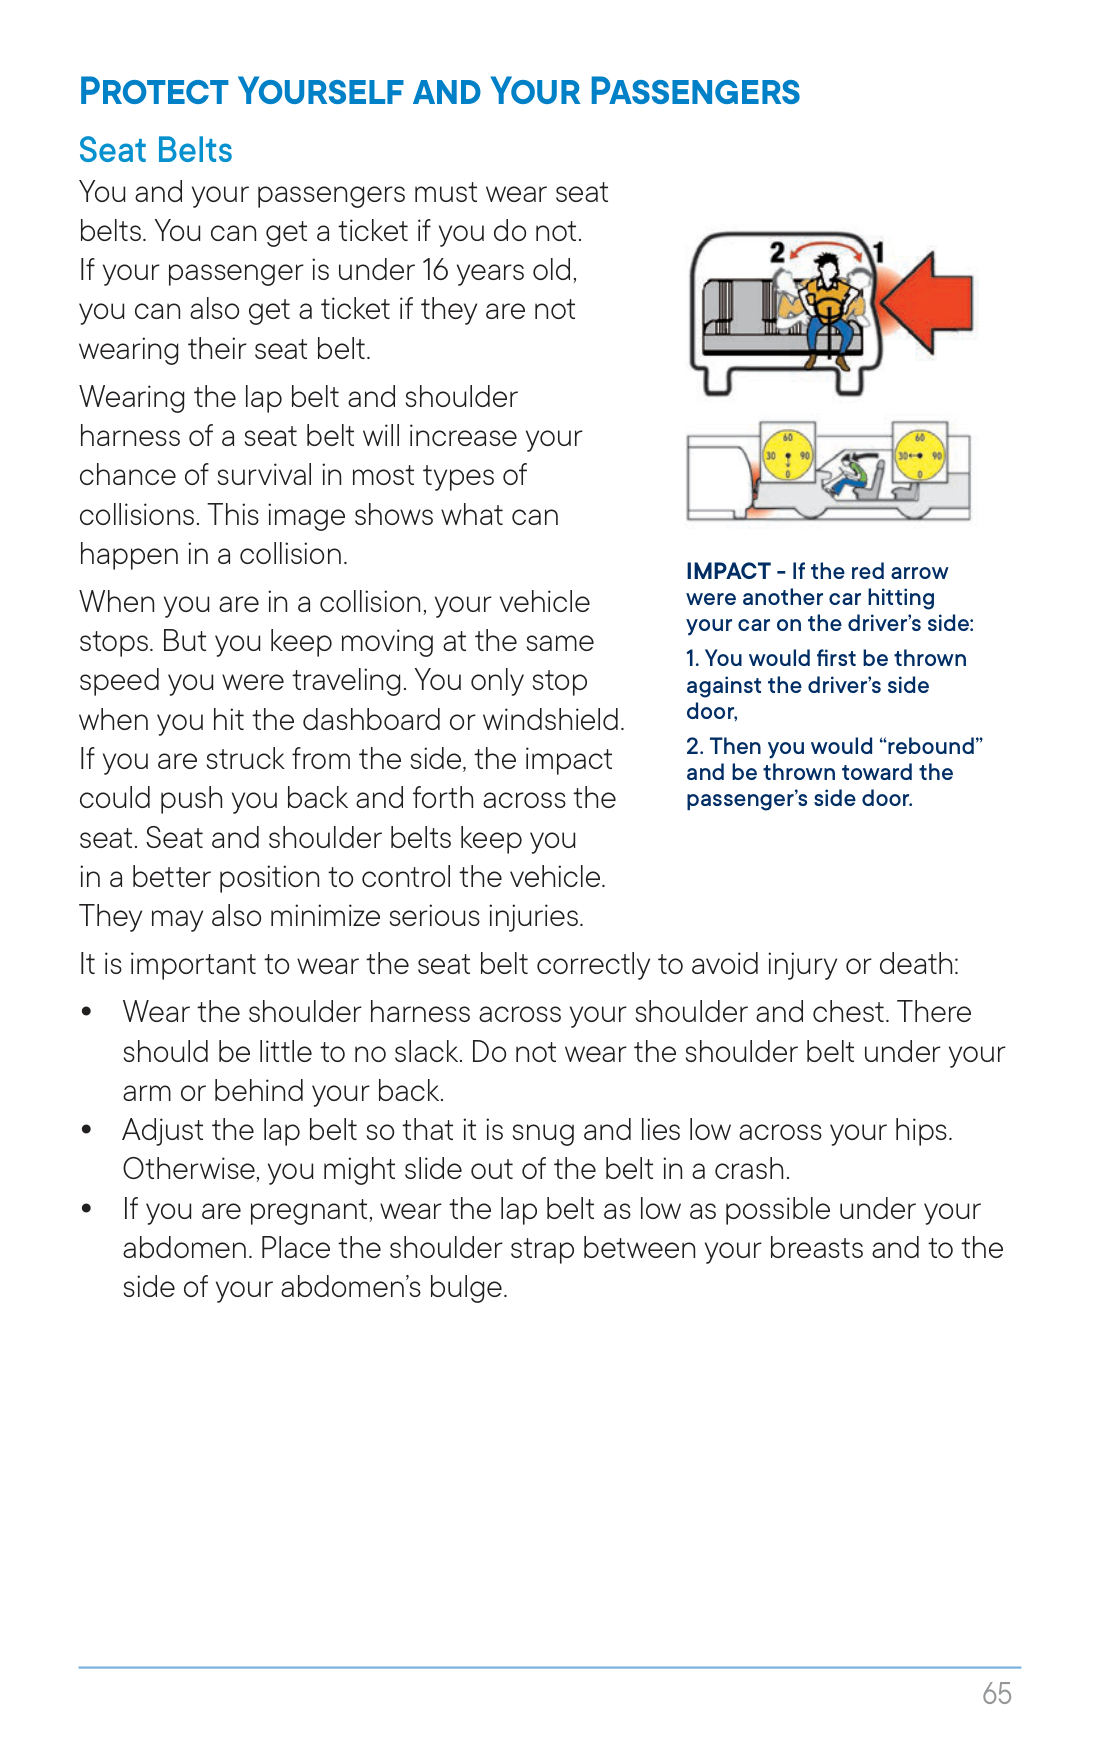 PROTECT YOURSELF AND YOUR PASSENGERS
Seat Belts
You and your passengers must wear seat
belts. You can get a ticket if you do not.
If your passenger is under 16 years old,
you can also get a ticket if they are not
wearing their seat belt.
Wearing the lap belt and shoulder
harness of a seat belt will increase your
chance of survival in most types of
collisions. This image shows what can
happen in a collision.
When you are in a collision, your vehicle
stops. But you keep moving at the same
speed you were traveling. You only stop
when you hit the dashboard or windshield.
If you are struck from the side, the impact
could push you back and forth across the
seat. Seat and shoulder belts keep you
in a better position to control the vehicle.
They may also minimize serious injuries.
2 1
60 60
30 90 30 90
0 0
IMPACT - If the red arrow
were another car hitting
your car on the driver’s side:
1. You would first be thrown
against the driver’s side
door,
2. Then you would “rebound”
and be thrown toward the
passenger’s side door.
It is important to wear the seat belt correctly to avoid injury or death:
• Wear the shoulder harness across your shoulder and chest. There
should be little to no slack. Do not wear the shoulder belt under your
arm or behind your back.
• Adjust the lap belt so that it is snug and lies low across your hips.
Otherwise, you might slide out of the belt in a crash.
• If you are pregnant, wear the lap belt as low as possible under your
abdomen. Place the shoulder strap between your breasts and to the
side of your abdomen’s bulge.
65